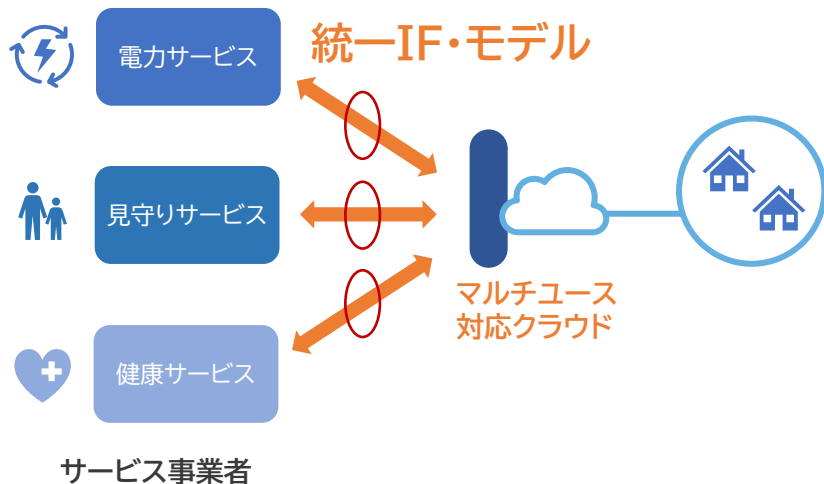 統一IF・モデル
電力サービス
見守りサービス
マルチユース
対応クラウド
健康サービス
サービス事業者